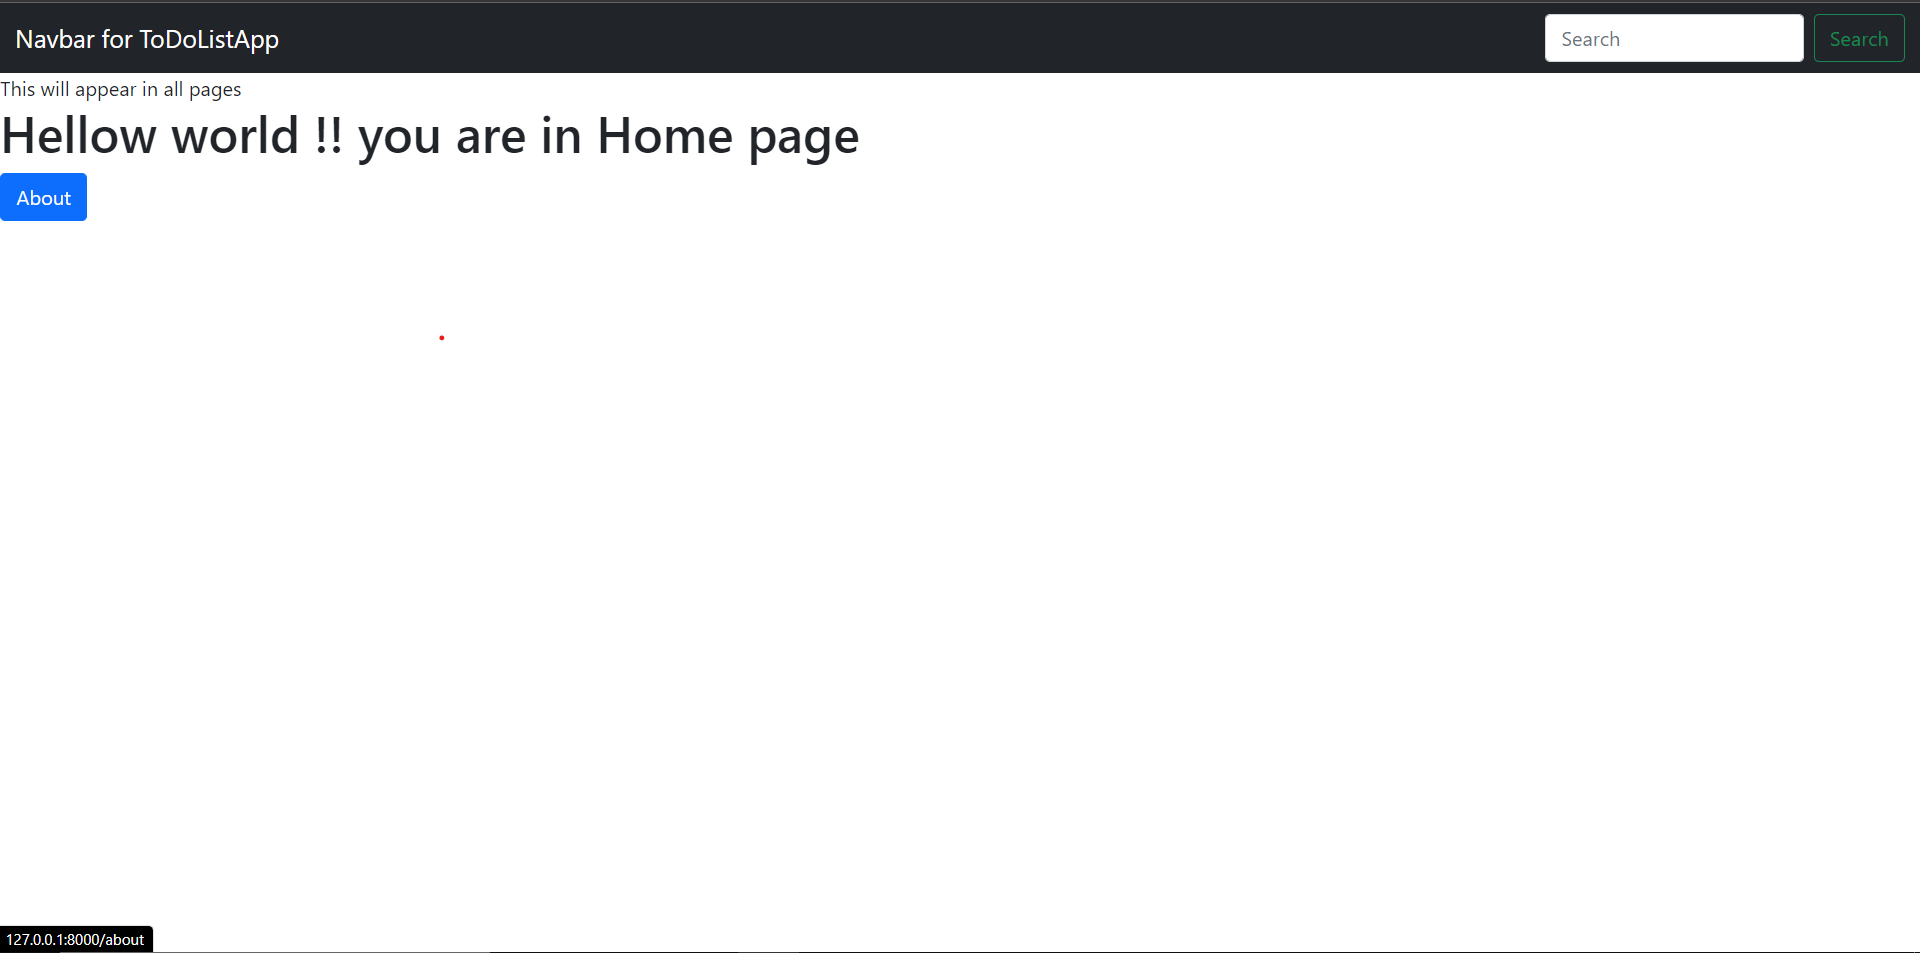 Navbar for ToDoListApp
Search
Search
This will appear in all pages
Hellow world !! you are in Home page
About
127.0.0.1:8000/about